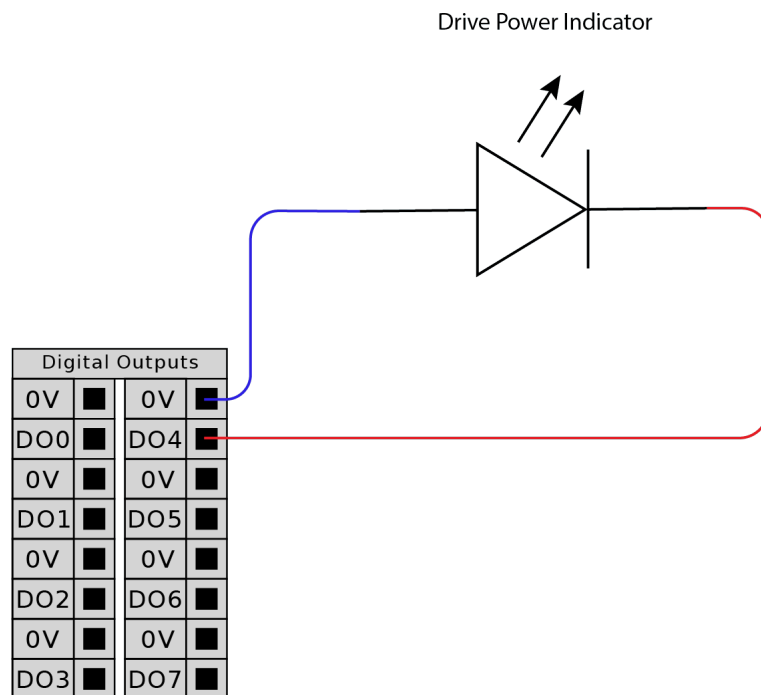 Drive Power Indicator
Digital Outputs
0V 0V
DO0 DO4
0V 0V
DO1 DO5
0V 0V
DO2 DO6
0V 0V
DO3 DO7